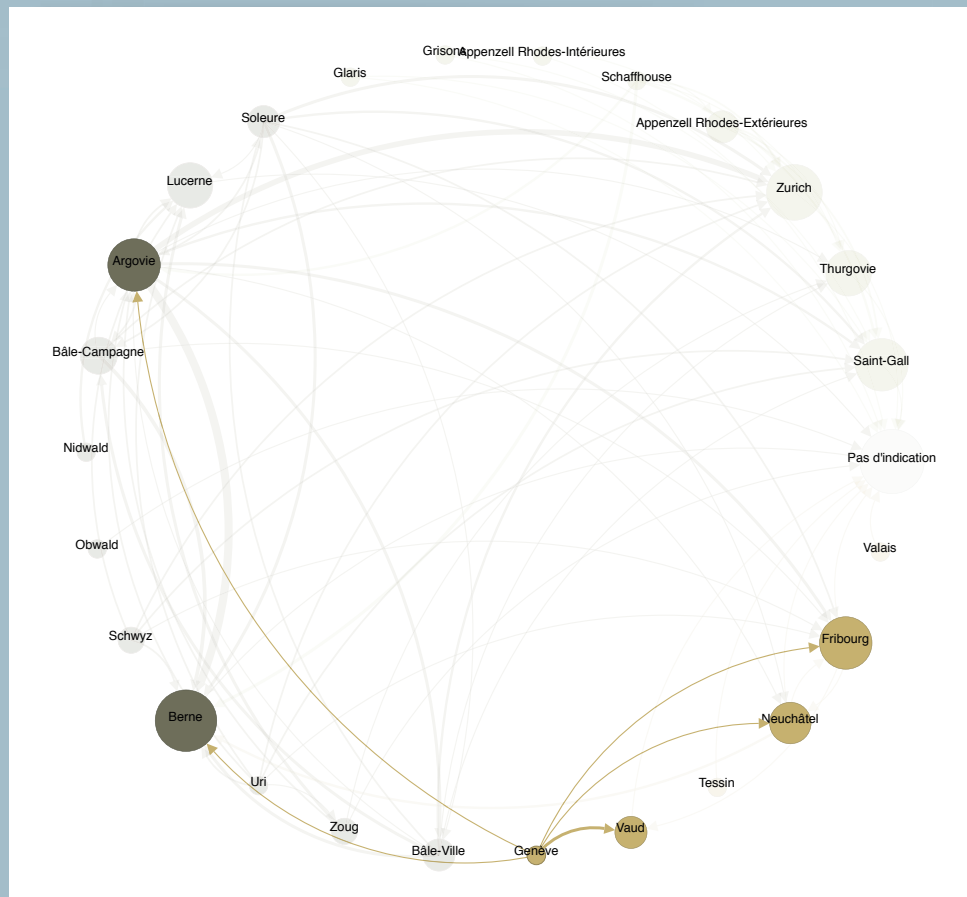 Grisons
Appenzell Rhodes-Intérieures
Glaris
Schaffhouse
Soleure
Appenzell Rhodes-Extérieures
Lucerne
Zurich
Argovie
Thurgovie
Bâle-Campagne
Saint-Gall
Nidwald
Pas d'indication
Obwald
Valais
Schwyz
Fribourg
Berne
Neuchâtel
Uri
Tessin
Zoug
Vaud
Bâle-Ville
Genève